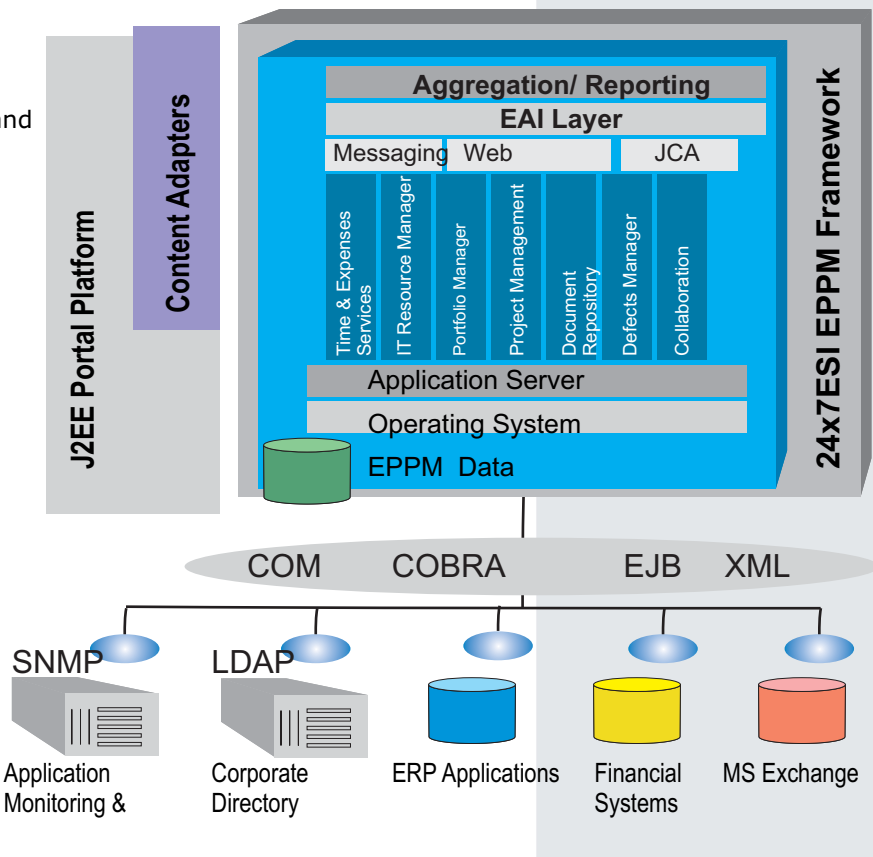 and
J2EE Portal Platform
Content Adapters
24x7ESI EPPM Framework
Aggregation/ Reporting
EAI Layer
Messaging Web JCA
Time & Expenses
Services
IT Resource Manager
Portfolio Manager
Project Management
Document
Repository
Defects Manager
Collaboration
Application Server
Operating System
EPPM Data
COM COBRA EJB XML
SNMP LDAP
Application
Monitoring &
Corporate
Directory
ERP Applications
Financial
Systems
MS Exchange